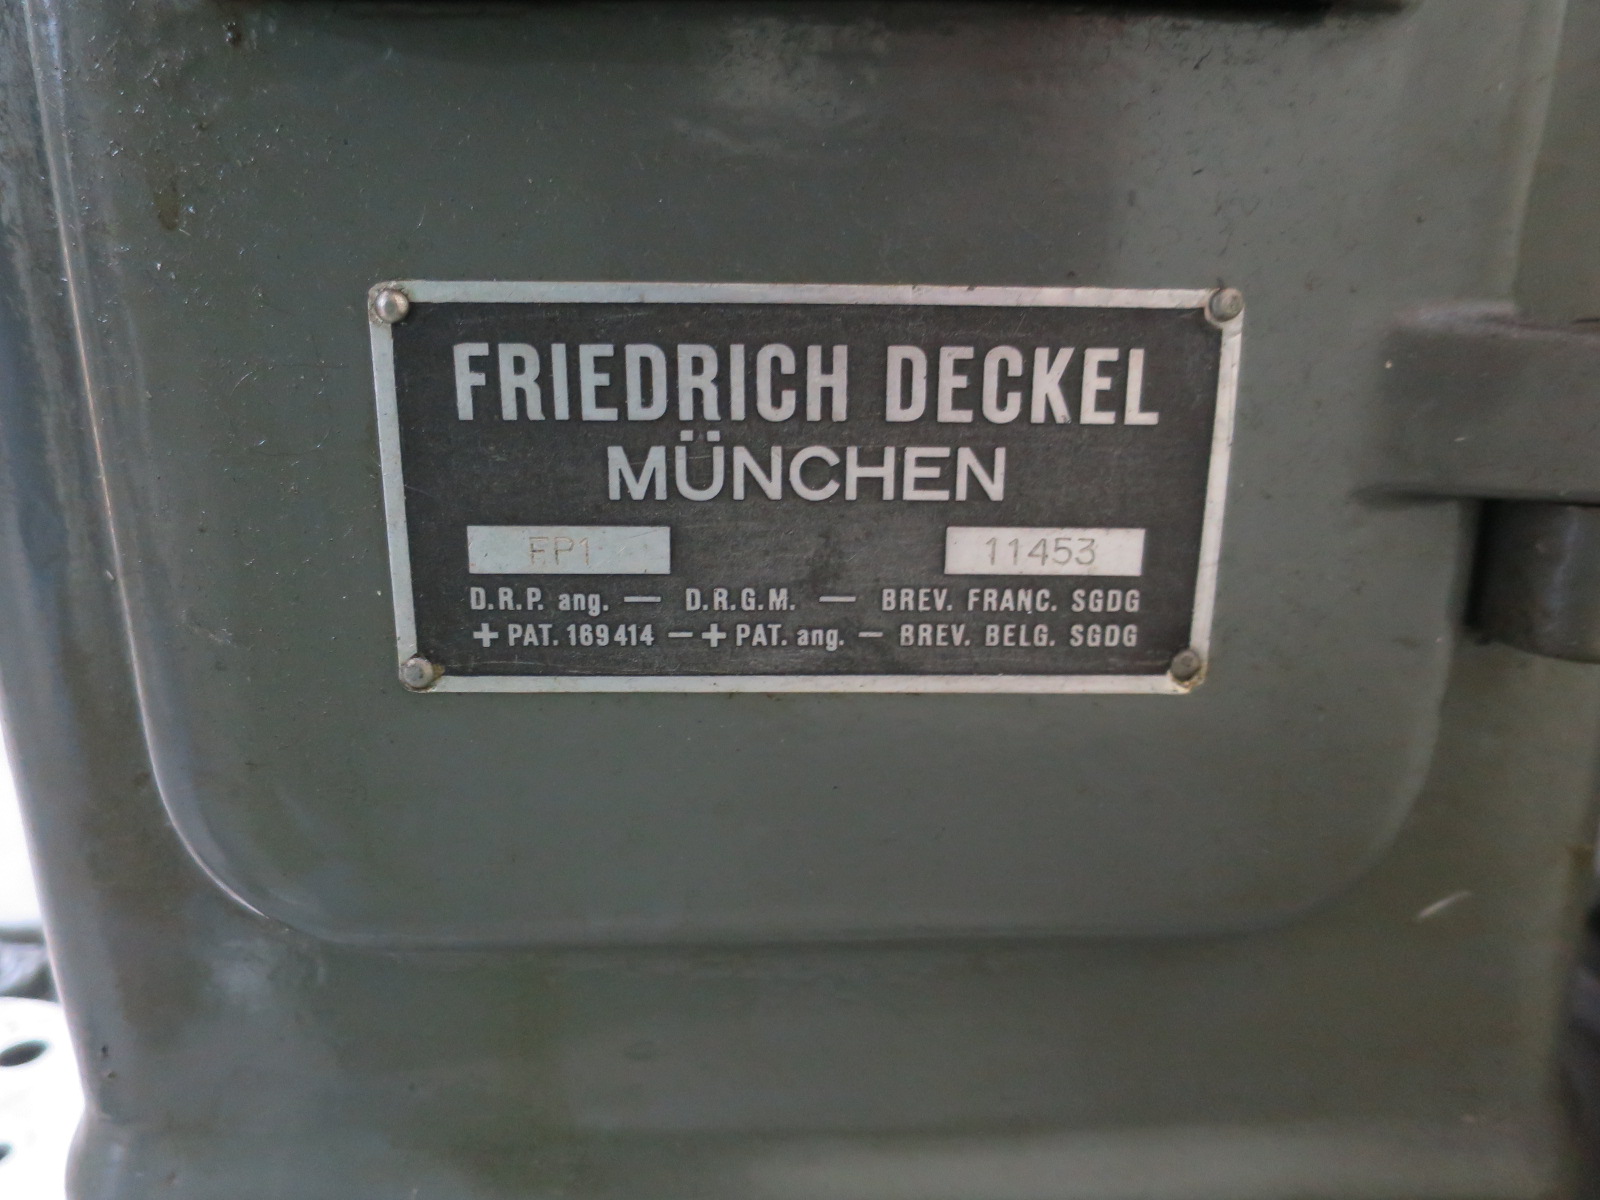 FRIEDRICH DECKEL
MÜNCHEN
FP1 11453
D.R.P. ang. — D.R.G.M. — BREV. FRANC. SGDG
+ PAT. 169414 — + PAT. ang. — BREV. BELG. SGDG